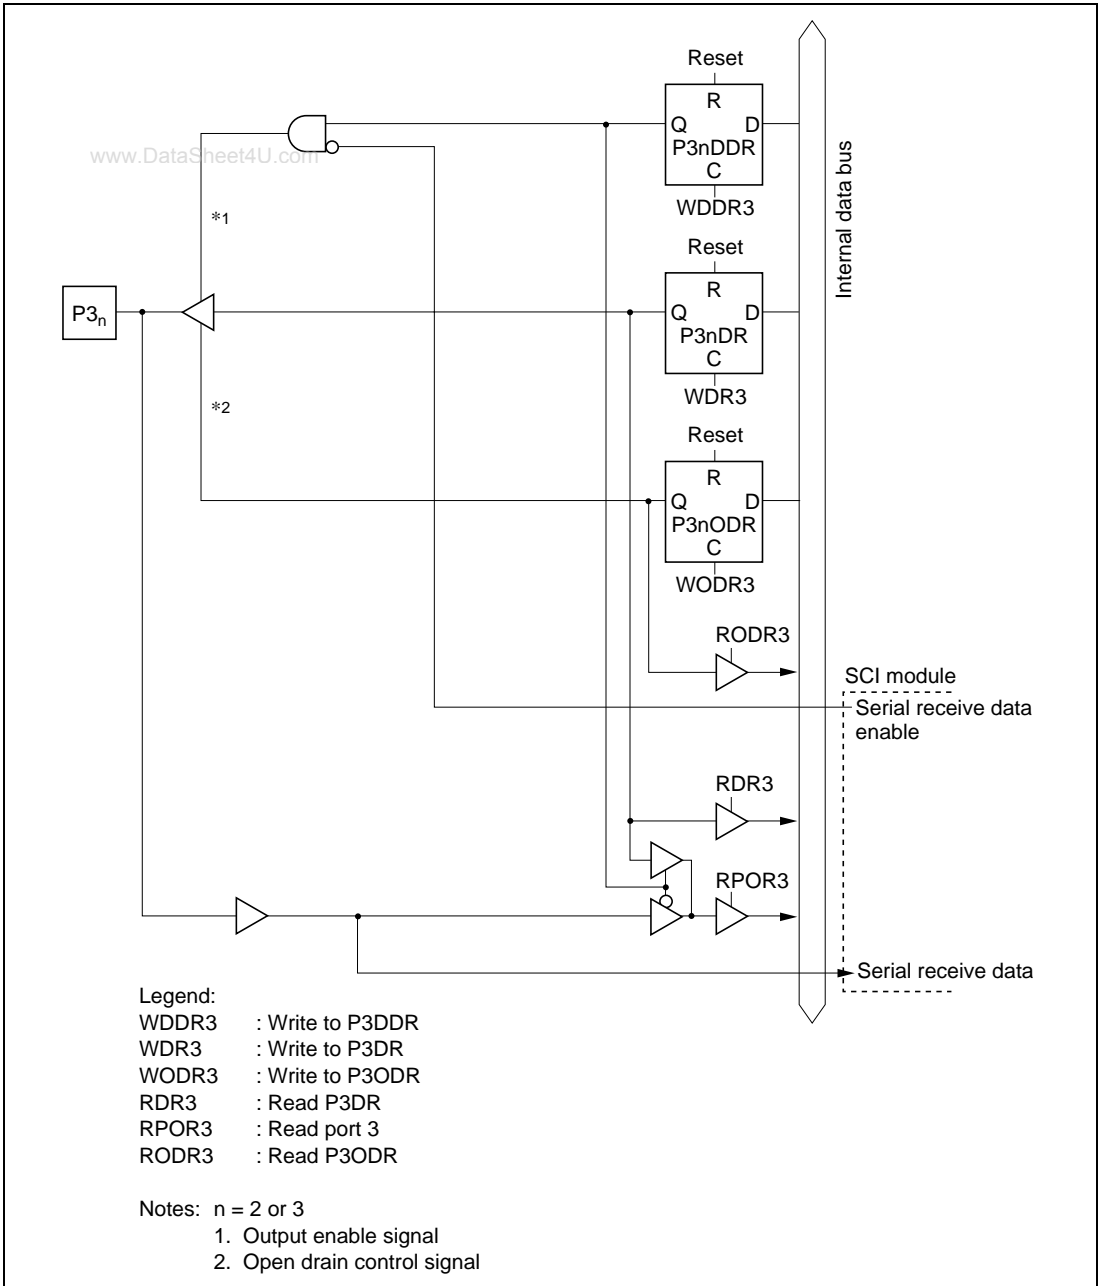 Reset
R
Q D
P3nDDR
C
WDDR3
www.DataSheet4U.com
Internal data bus
*1
Reset
R
P3n
Q D
P3nDR
C
WDR3
*2
Reset
R
Q D
P3nODR
C
WODR3
RODR3
SCI module
Serial receive data
enable
RDR3
RPOR3
Serial receive data
Legend:
WDDR3 : Write to P3DDR
WDR3 : Write to P3DR
WODR3 : Write to P3ODR
RDR3 : Read P3DR
RPOR3 : Read port 3
RODR3 : Read P3ODR
Notes: n = 2 or 3
1. Output enable signal
2. Open drain control signal